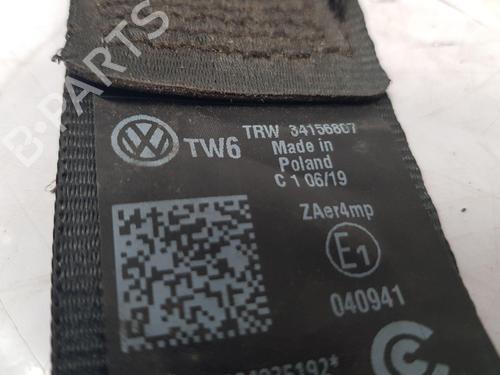 B-PARTS
TW6
TRW 34156807
Made in
Poland
C 1 06/19
ZAer4mp
E1
040941